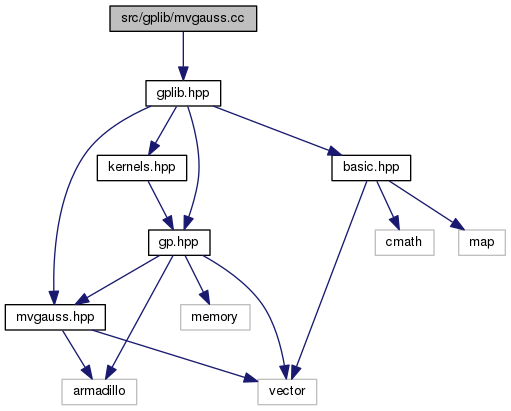 src/gplib/mvgauss.cc
gplib.hpp
kernels.hpp
basic.hpp
gp.hpp
cmath
map
mvgauss.hpp
memory
armadillo
vector